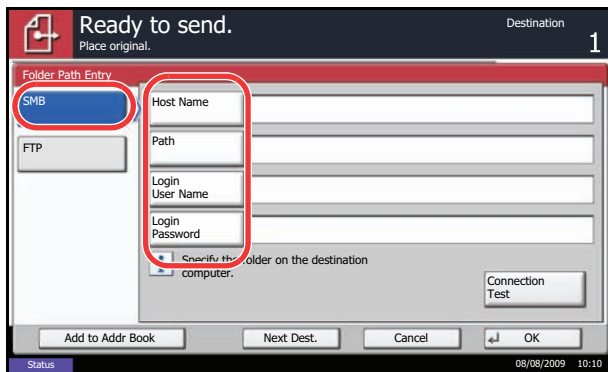 Ready to send.
Destination
Place original.
1
Folder Path Entry
SMB
FTP
Host Name
Path
Login
User Name
Login
Password
Specify the folder on the destination
computer.
Connection
Test
Add to Addr Book
Next Dest.
Cancel
OK
Status
08/08/2009 10:10